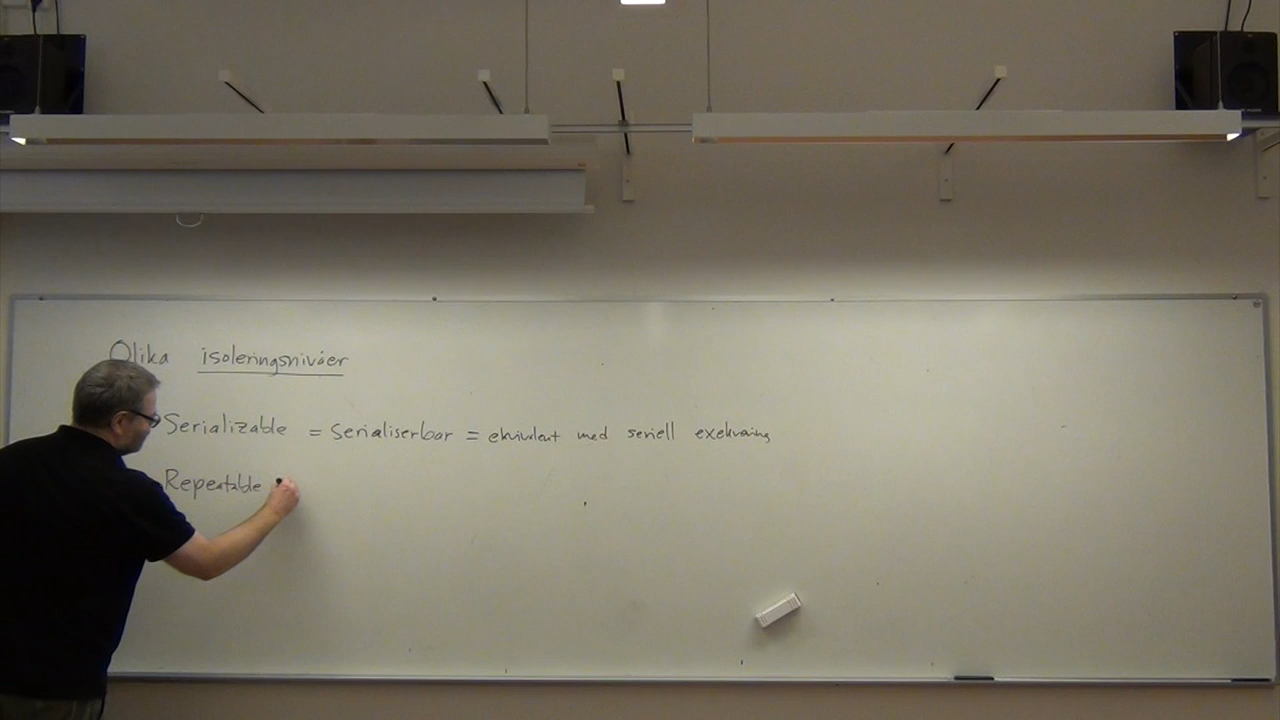 Olika isoleringsnivåer
Serializable = Serialiserbar = ekvivalent med seriell exekvering
Repeatable